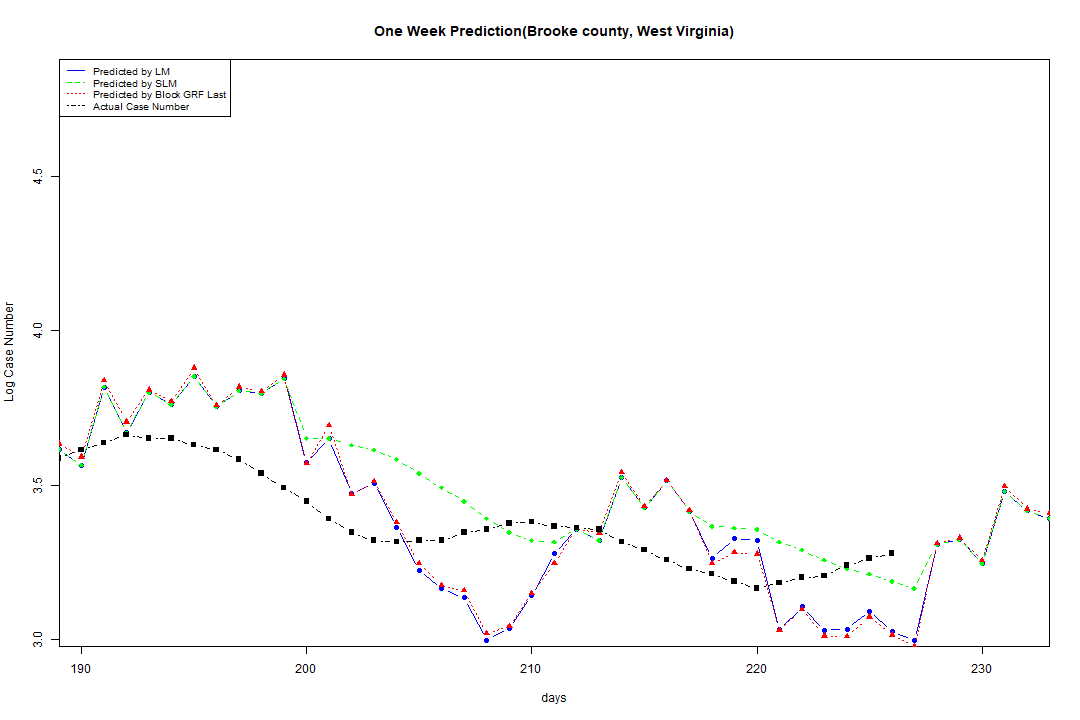 One Week Prediction(Brooke county, West Virginia)
Predicted by LM
Predicted by SLM
Predicted by Block GRF Last
Actual Case Number
4.5
4.0
3.5
3.0
Log Case Number
190 200 210 220 230
days